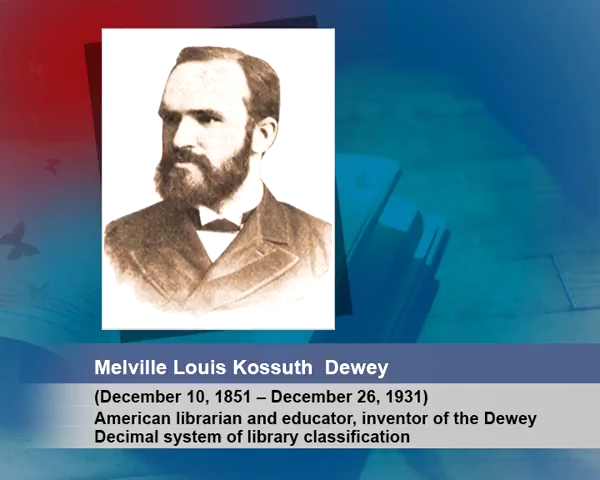 Melville Louis Kossuth  Dewey
(December 10, 1851 – December 26, 1931)
American librarian and educator, inventor of the Dewey
Decimal system of library classification